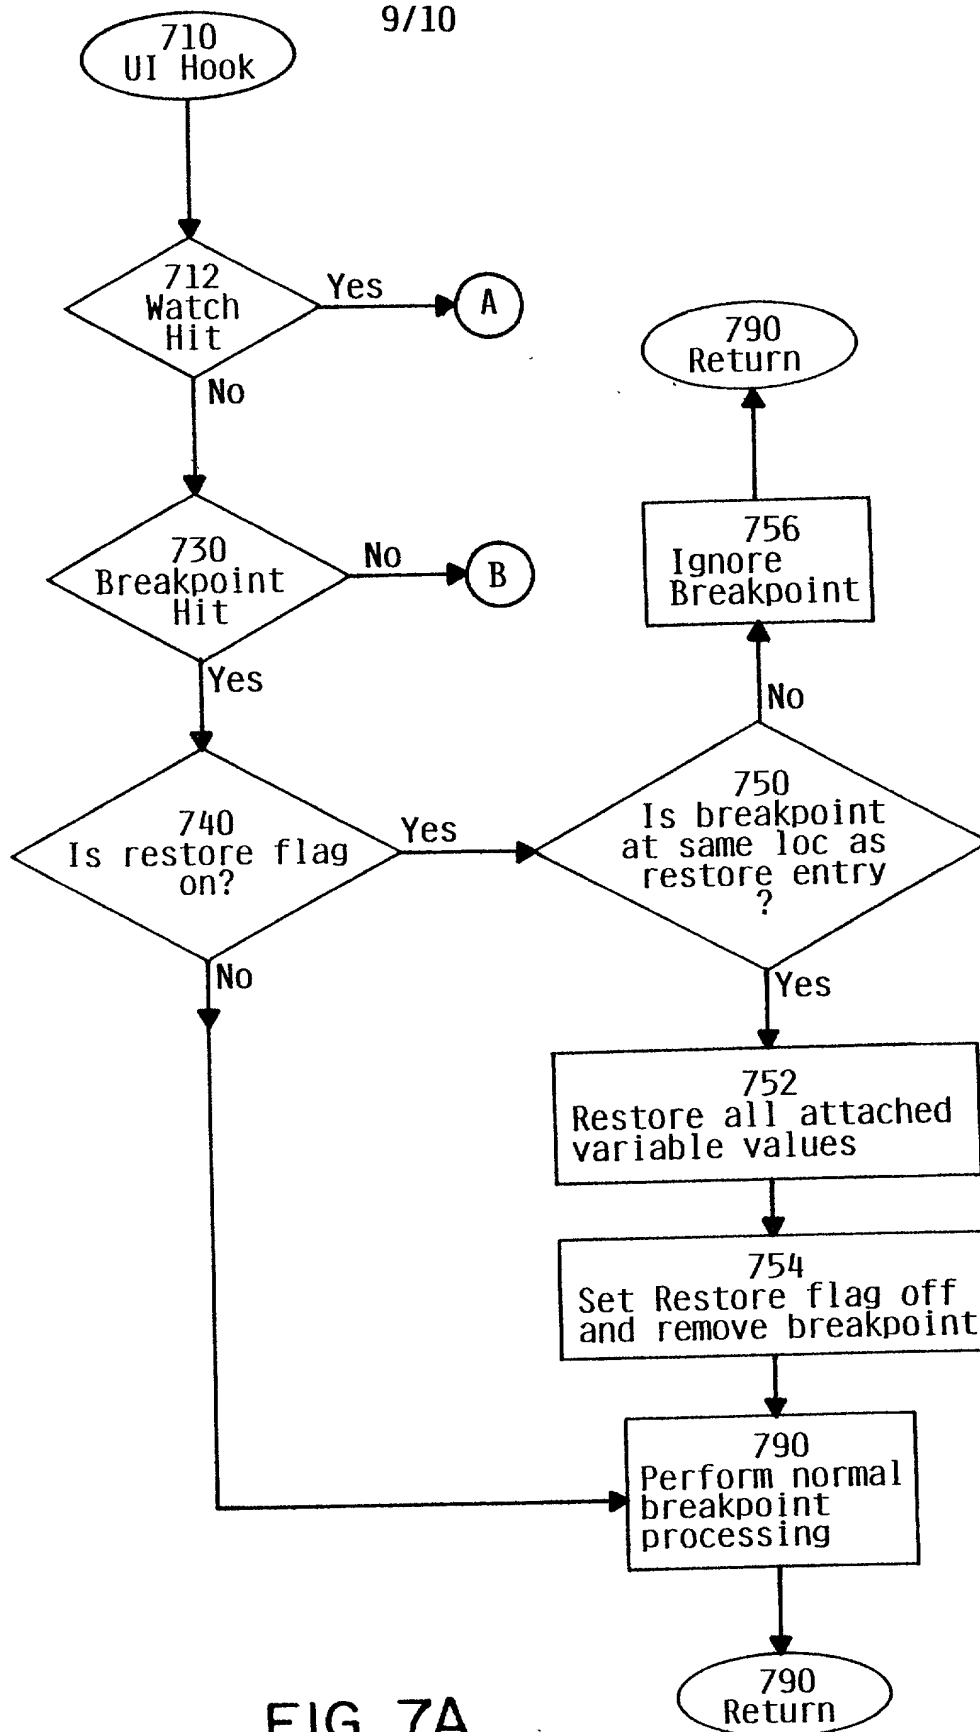 9/10
710
UI Hook
712
Watch
Hit
Yes
A
No
730
Breakpoint
Hit
No
B
Yes
740
Is restore flag
on?
Yes
No
790
Return
756
Ignore
Breakpoint
No
750
Is breakpoint
at same loc as
restore entry
?
Yes
752
Restore all attached
variable values
754
Set Restore flag off
and remove breakpoint
790
Perform normal
breakpoint
processing
790
Return
FIG. 7A